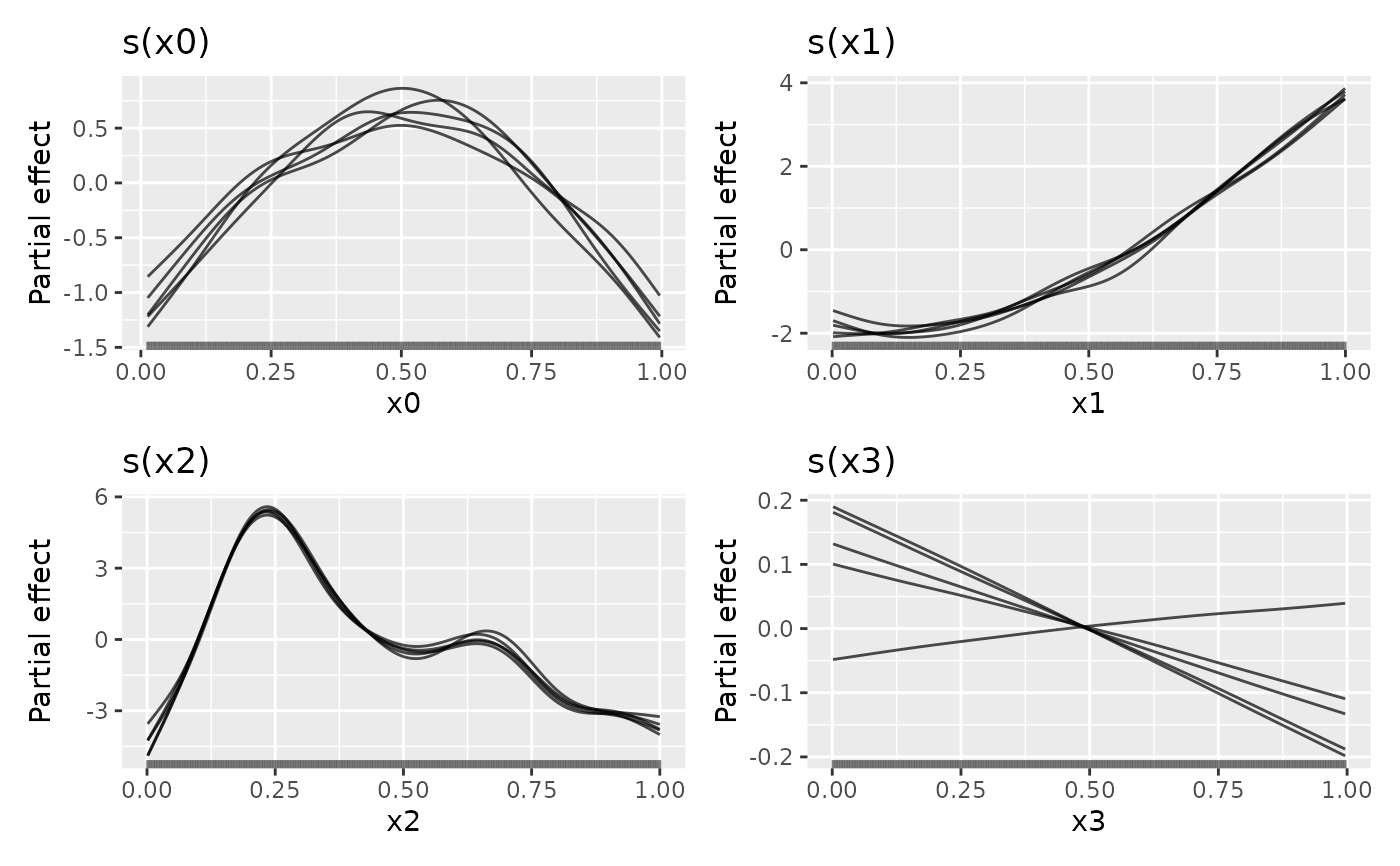 s(x0)
Partial effect
0.5
0.0
-0.5
-1.0
-1.5
0.00 0.25 0.50 0.75 1.00
x0
s(x1)
Partial effect
4
2
0
-2
0.00 0.25 0.50 0.75 1.00
x1
s(x2)
Partial effect
6
3
0
-3
0.00 0.25 0.50 0.75 1.00
x2
s(x3)
Partial effect
0.2
0.1
0.0
-0.1
-0.2
0.00 0.25 0.50 0.75 1.00
x3